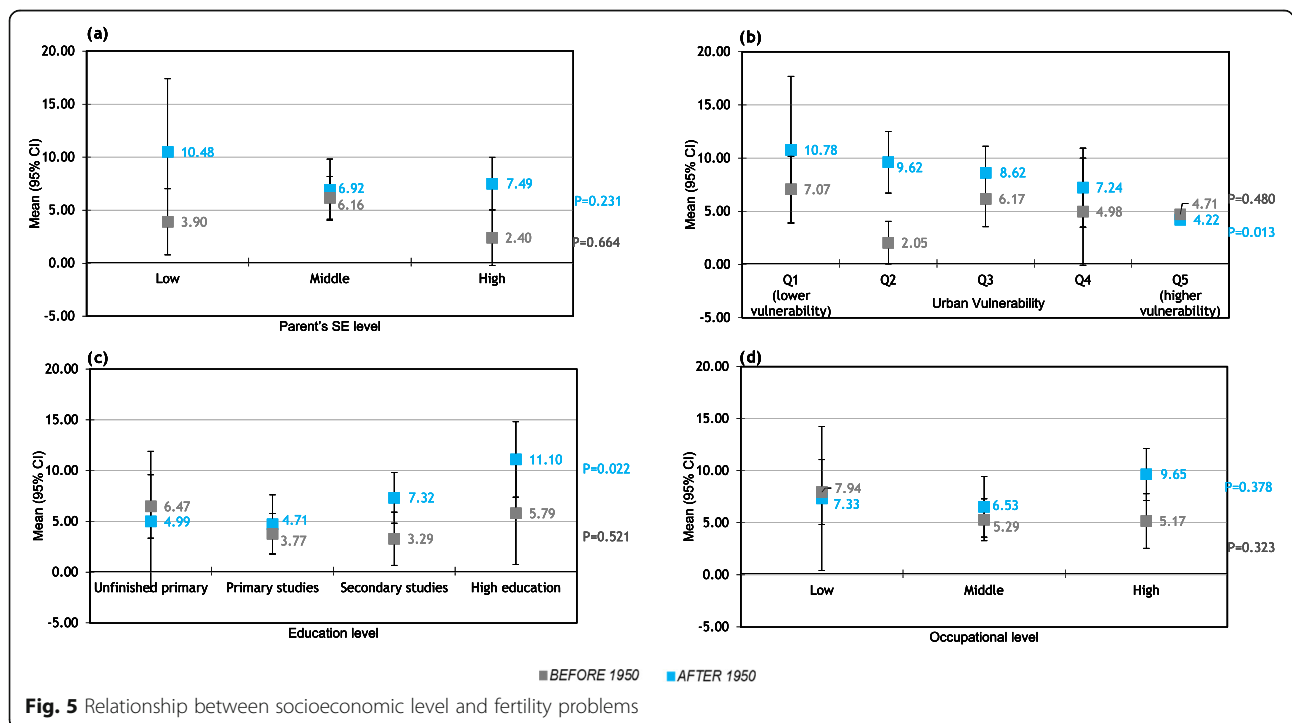 (a)
20.00
15.00
10.00
5.00
0.00
-5.00
Mean (95% CI)
10.48
3.90
6.92
6.16
7.49
2.40
P=0.231
P=0.664
Low Middle High
Parent's SE level
(b)
20.00
15.00
10.00
5.00
0.00
-5.00
Mean (95% CI)
10.78
7.07
9.62
2.05
8.62
6.17
7.24
4.98
4.71
4.22
P=0.480
P=0.013
Q1 Q2 Q3 Q4 Q5
(lower vulnerability) Urban Vulnerability (higher vulnerability)
(c)
20.00
15.00
10.00
5.00
0.00
-5.00
Mean (95% CI)
6.47
4.99
4.71
3.77
7.32
3.29
11.10
5.79
P=0.022
P=0.521
Unfinished primary Primary studies Secondary studies High education
Education level
(d)
20.00
15.00
10.00
5.00
0.00
-5.00
Mean (95% CI)
7.94
7.33
6.53
5.29
9.65
5.17
P=0.378
P=0.323
Low Middle High
Occupational level
BEFORE 1950 AFTER 1950
Fig. 5 Relationship between socioeconomic level and fertility problems